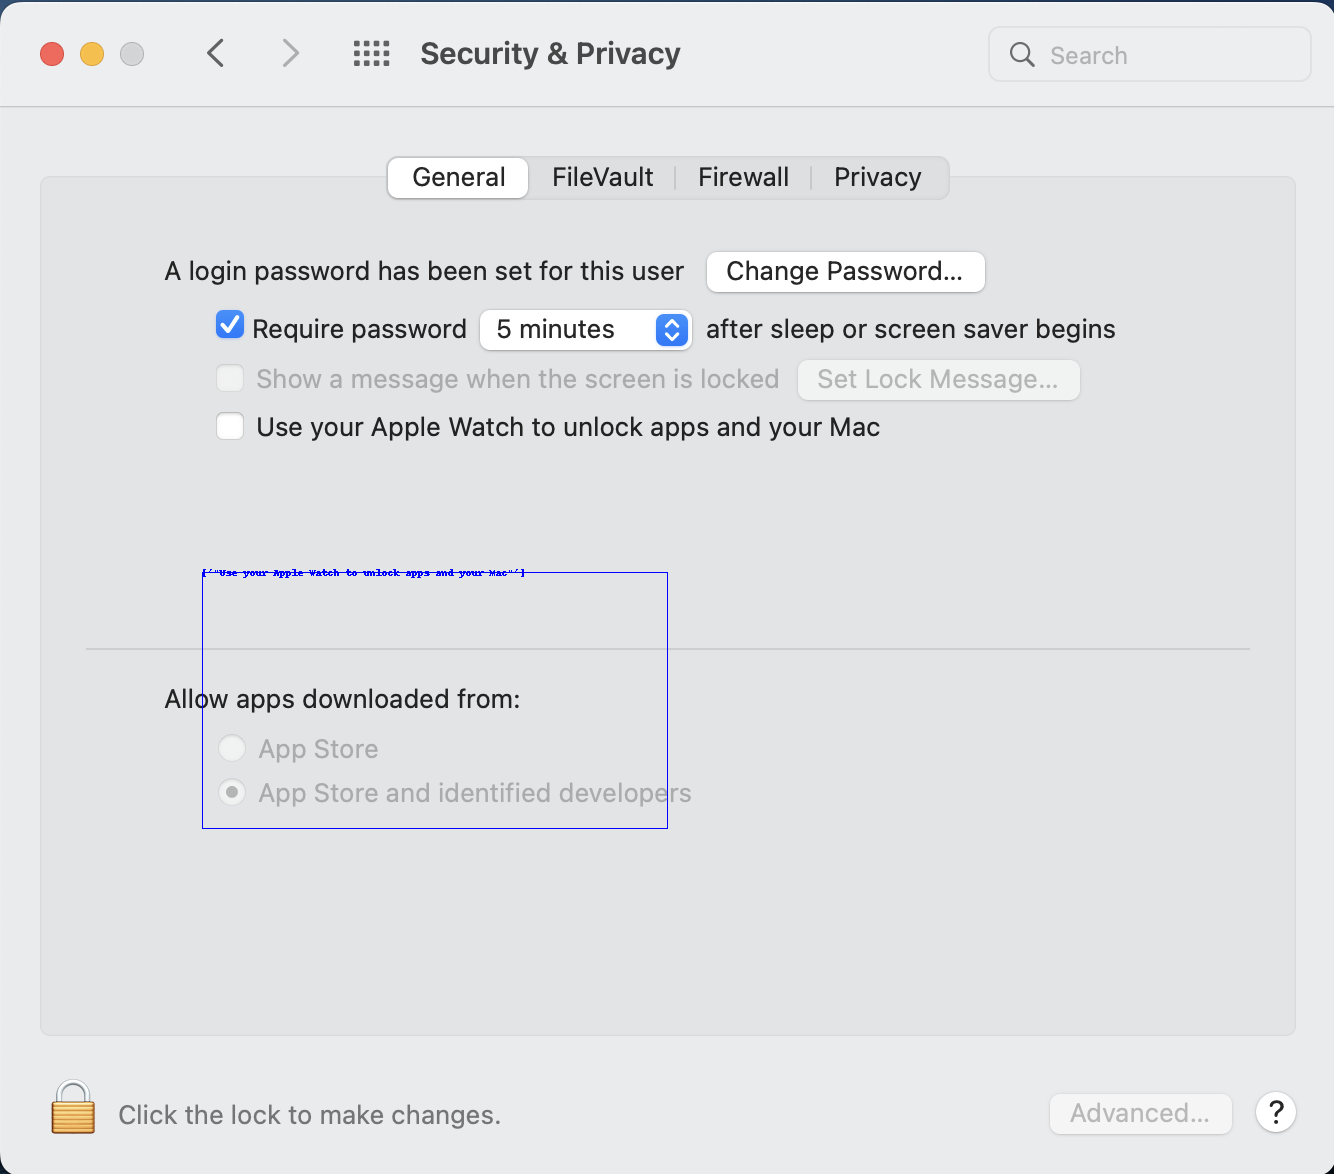 Security & Privacy
Search
General
FileVault
Firewall
Privacy
A login password has been set for this user
Change Password...
Require password
5 minutes
after sleep or screen saver begins
Show a message when the screen is locked
Set Lock Message...
Use your Apple Watch to unlock apps and your Mac
['"Use your Apple Watch to unlock apps and your Mac"']
Allow apps downloaded from:
App Store
App Store and identified developers
Click the lock to make changes.
Advanced...
?